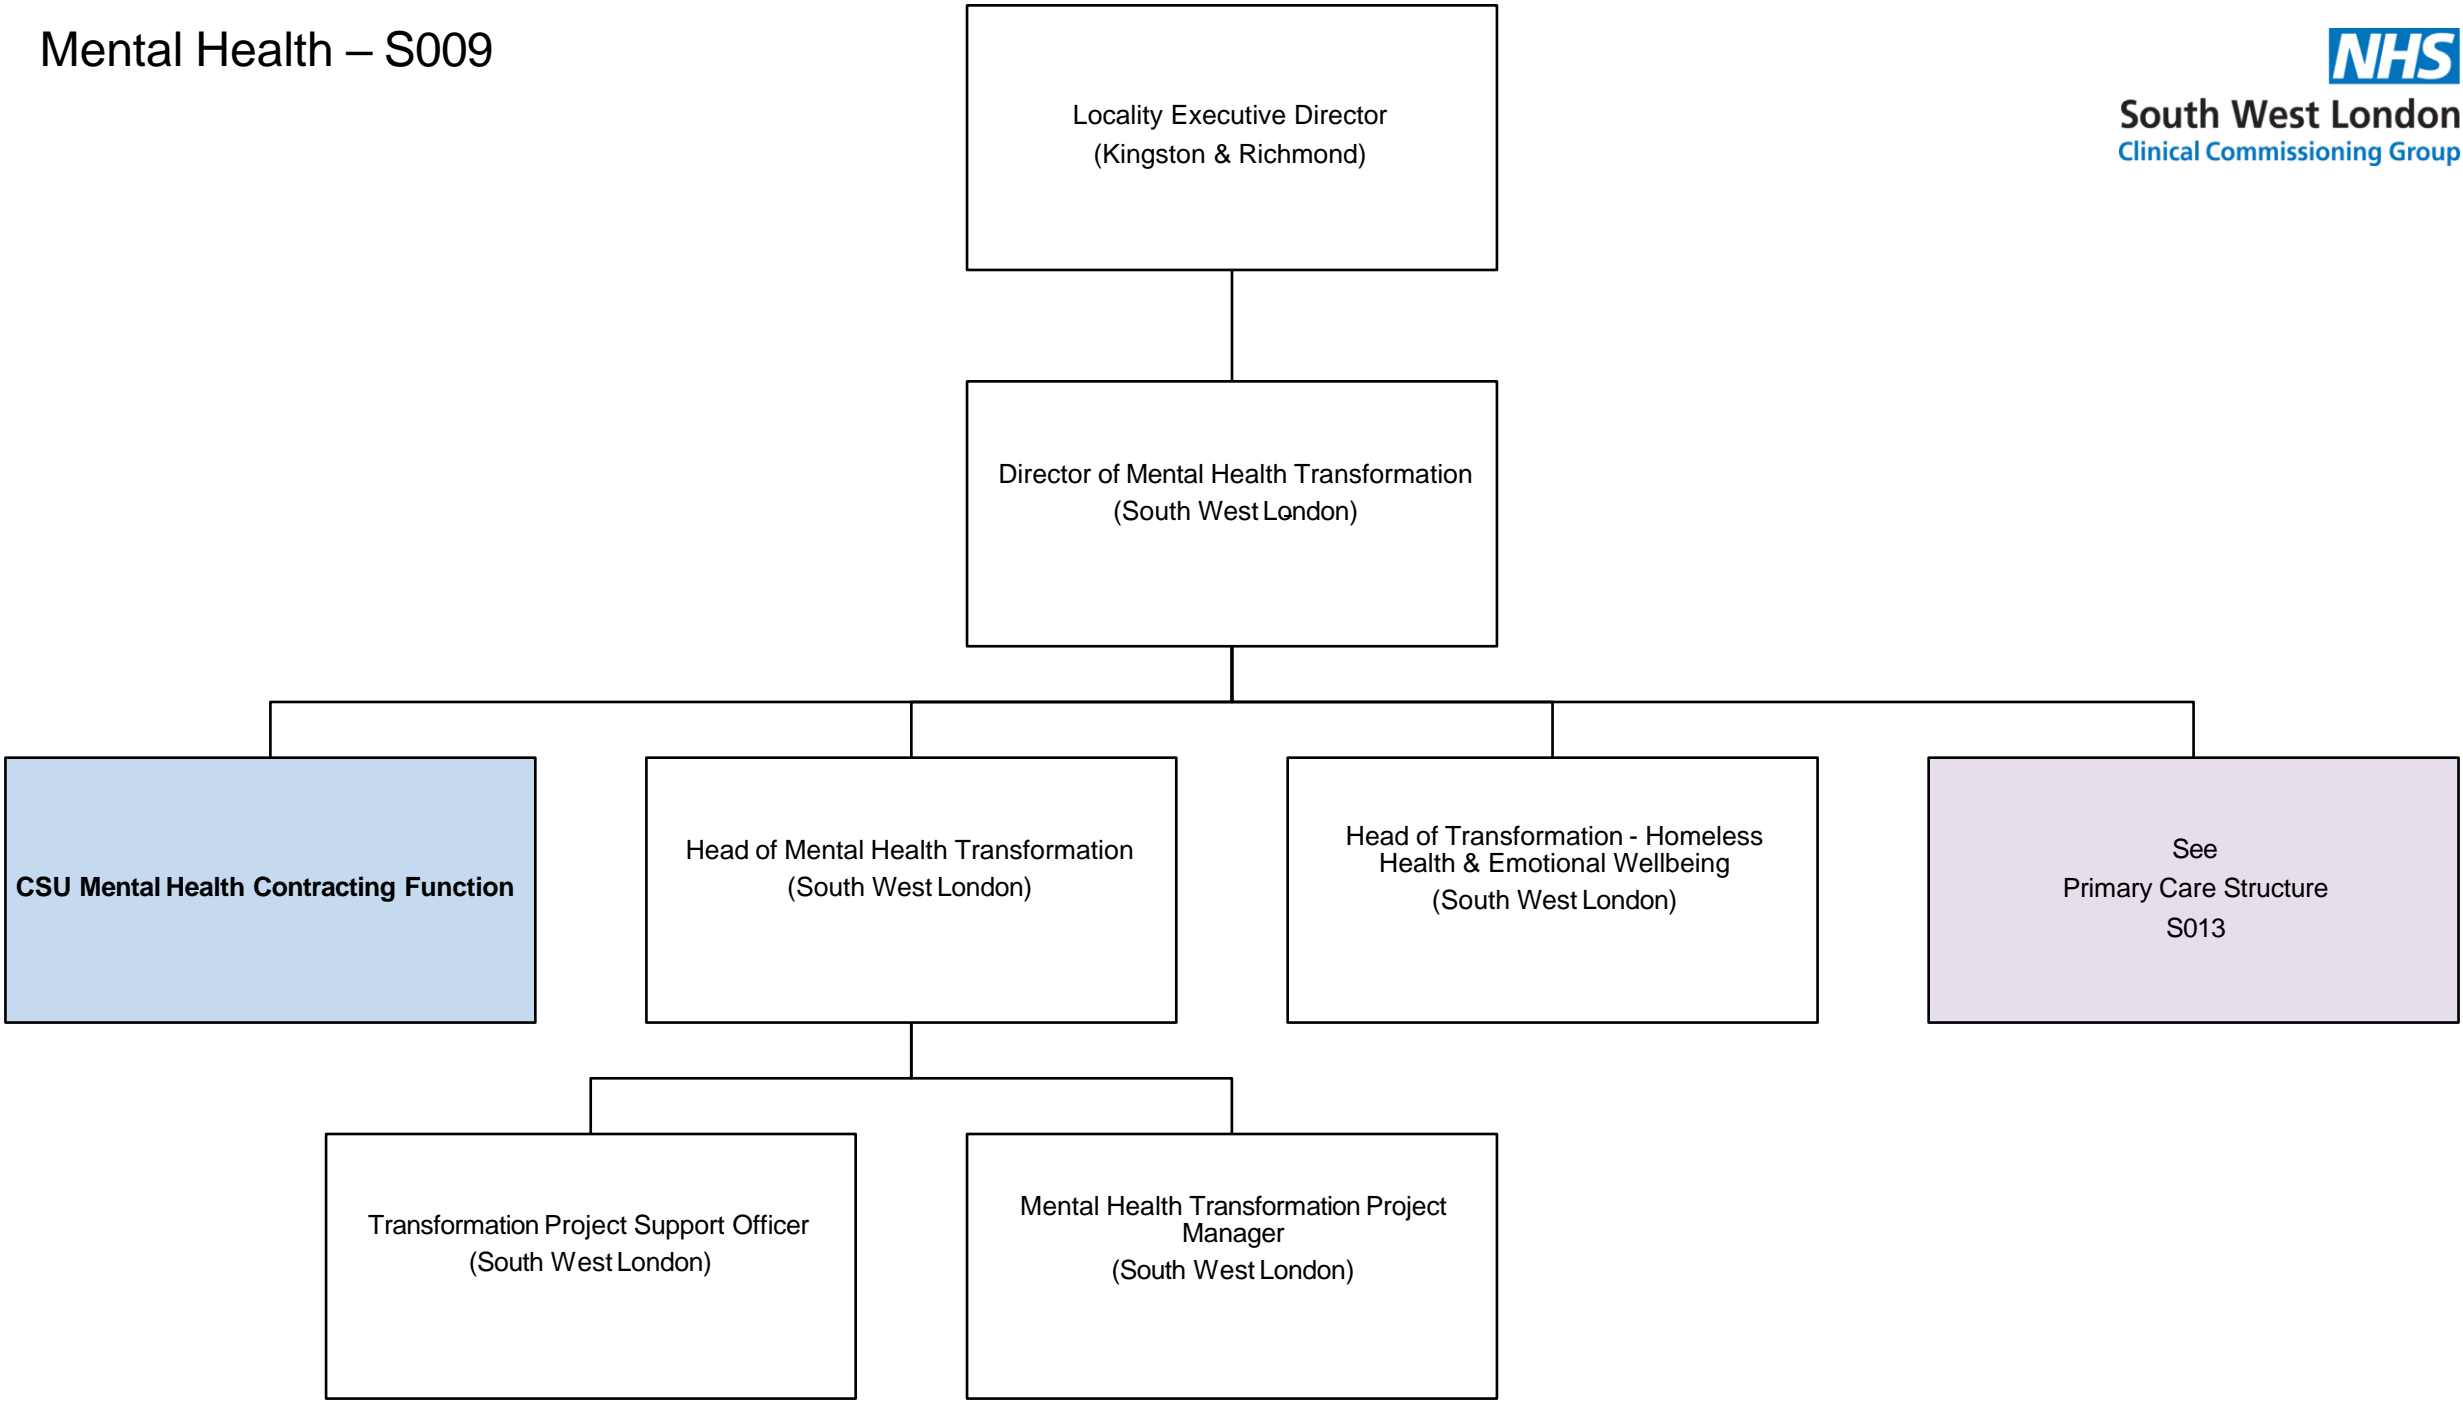 Mental Health – S009
NHS
South West London
Clinical Commissioning Group
Locality Executive Director
(Kingston & Richmond)
Director of Mental Health Transformation
(South West London)
-
CSU Mental Health Contracting Function
Head of Mental Health Transformation
(South West London)
Head of Transformation - Homeless
Health & Emotional Wellbeing
(South West London)
See
Primary Care Structure
S013
Transformation Project Support Officer
(South West London)
Mental Health Transformation Project
Manager
(South West London)